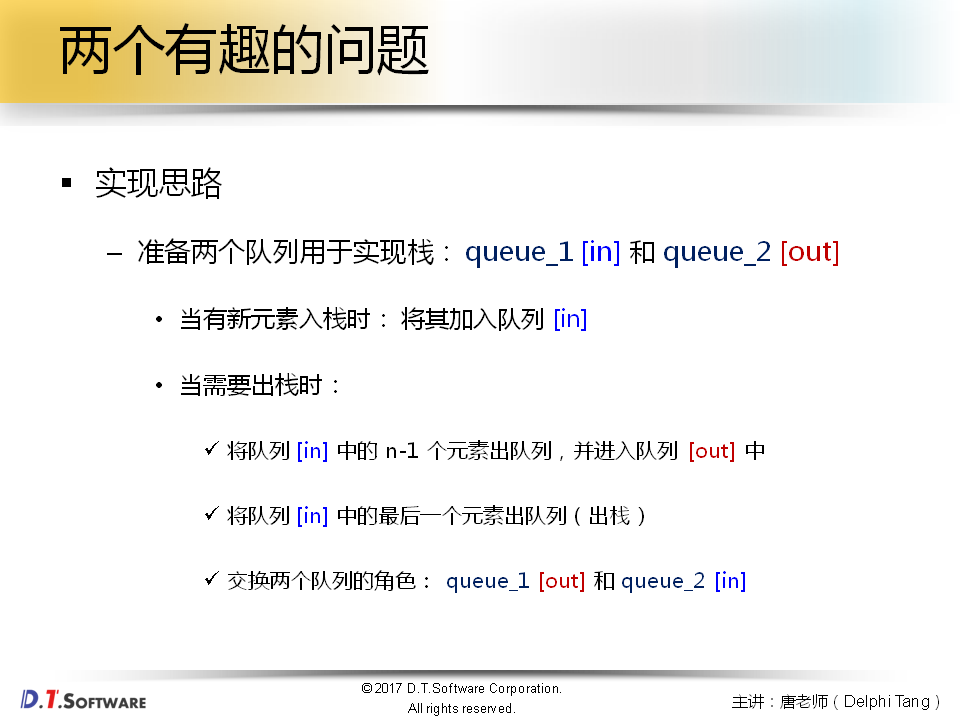 两个有趣的问题
▪ 实现思路
– 准备两个队列用于实现栈：queue_1 [in] 和 queue_2 [out]
• 当有新元素入栈时：将其加入队列 [in]
• 当需要出栈时：
✓ 将队列 [in] 中的 n-1 个元素出队列，并进入队列 [out] 中
✓ 将队列 [in] 中的最后一个元素出队列（出栈）
✓ 交换两个队列的角色： queue_1 [out] 和 queue_2 [in]
D.T.SOFTWARE
©2017 D.T.Software Corporation.
All rights reserved.
主讲：唐老师（Delphi Tang）